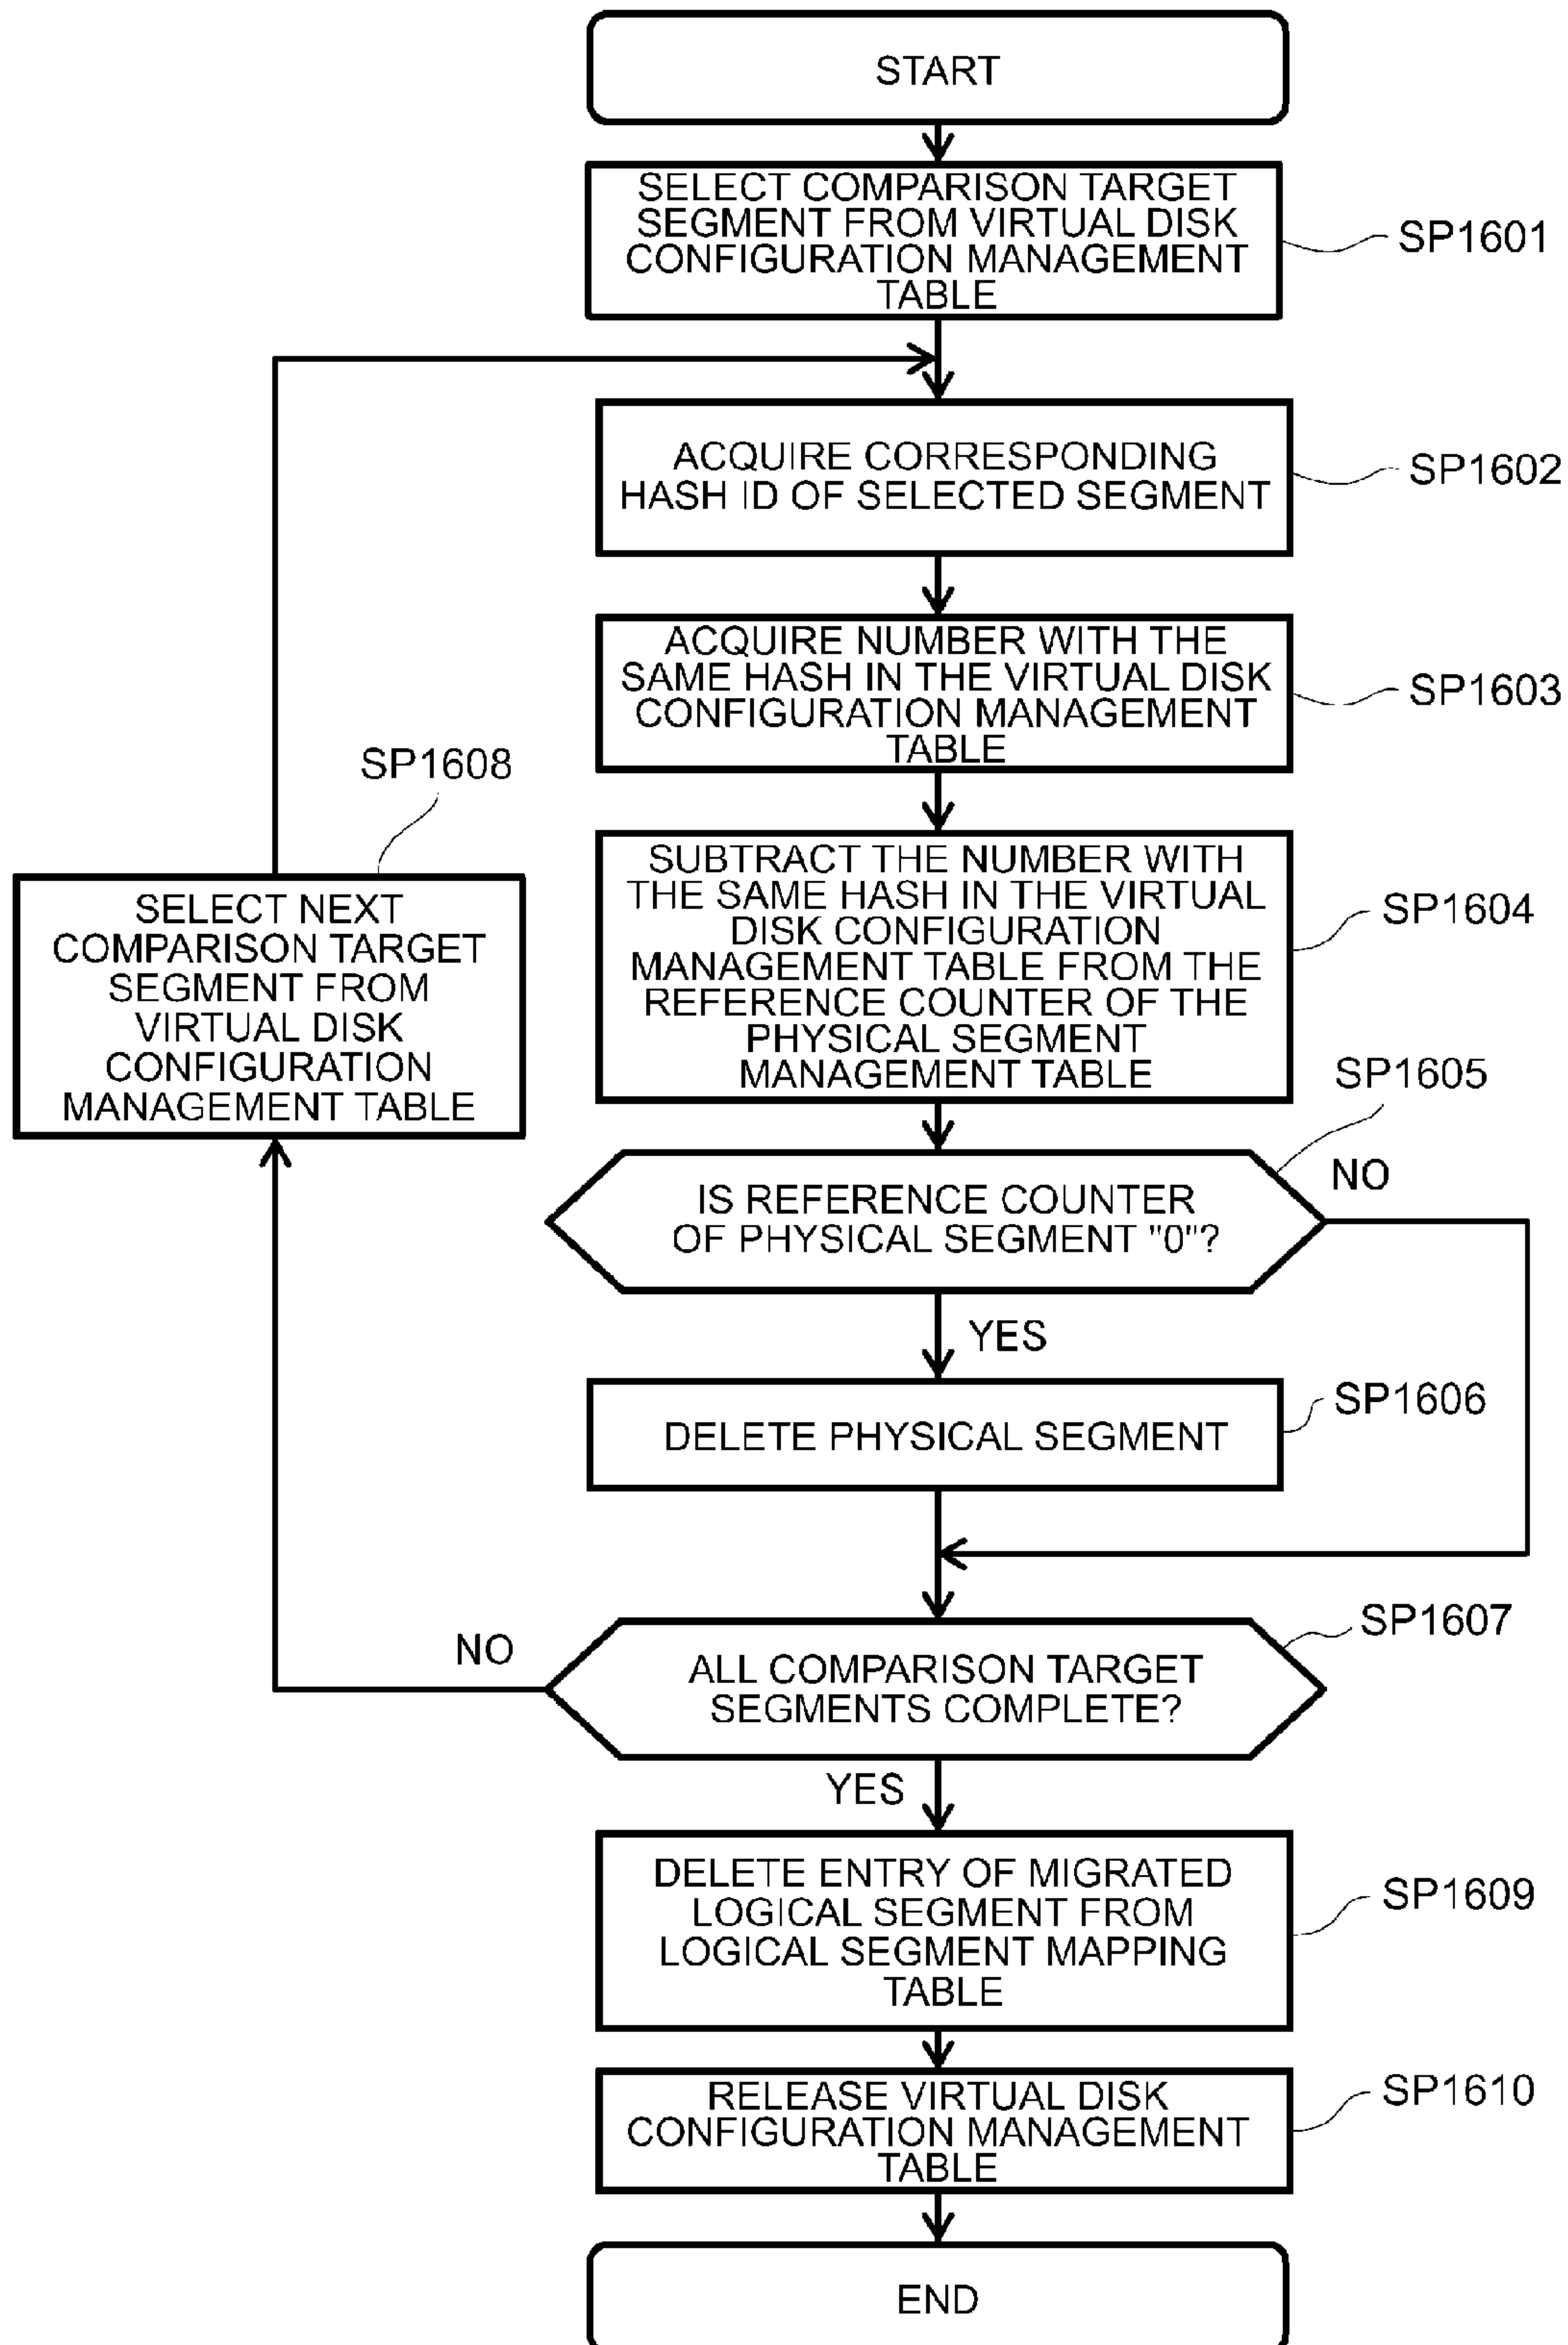 START
SELECT COMPARISON TARGET
SEGMENT FROM VIRTUAL DISK
CONFIGURATION MANAGEMENT
TABLE
SP1601
ACQUIRE CORRESPONDING
HASH ID OF SELECTED SEGMENT
SP1602
ACQUIRE NUMBER WITH THE
SAME HASH IN THE VIRTUAL DISK
CONFIGURATION MANAGEMENT
TABLE
SP1603
SUBTRACT THE NUMBER WITH
THE SAME HASH IN THE VIRTUAL
DISK CONFIGURATION
MANAGEMENT TABLE FROM THE
REFERENCE COUNTER OF THE
PHYSICAL SEGMENT
MANAGEMENT TABLE
SP1604
SP1608
SELECT NEXT
COMPARISON TARGET
SEGMENT FROM
VIRTUAL DISK
CONFIGURATION
MANAGEMENT TABLE
SP1605
IS REFERENCE COUNTER
OF PHYSICAL SEGMENT "0"?
NO
YES
DELETE PHYSICAL SEGMENT
SP1606
SP1607
ALL COMPARISON TARGET
SEGMENTS COMPLETE?
NO
YES
DELETE ENTRY OF MIGRATED
LOGICAL SEGMENT FROM
LOGICAL SEGMENT MAPPING
TABLE
SP1609
RELEASE VIRTUAL DISK
CONFIGURATION MANAGEMENT
TABLE
SP1610
END